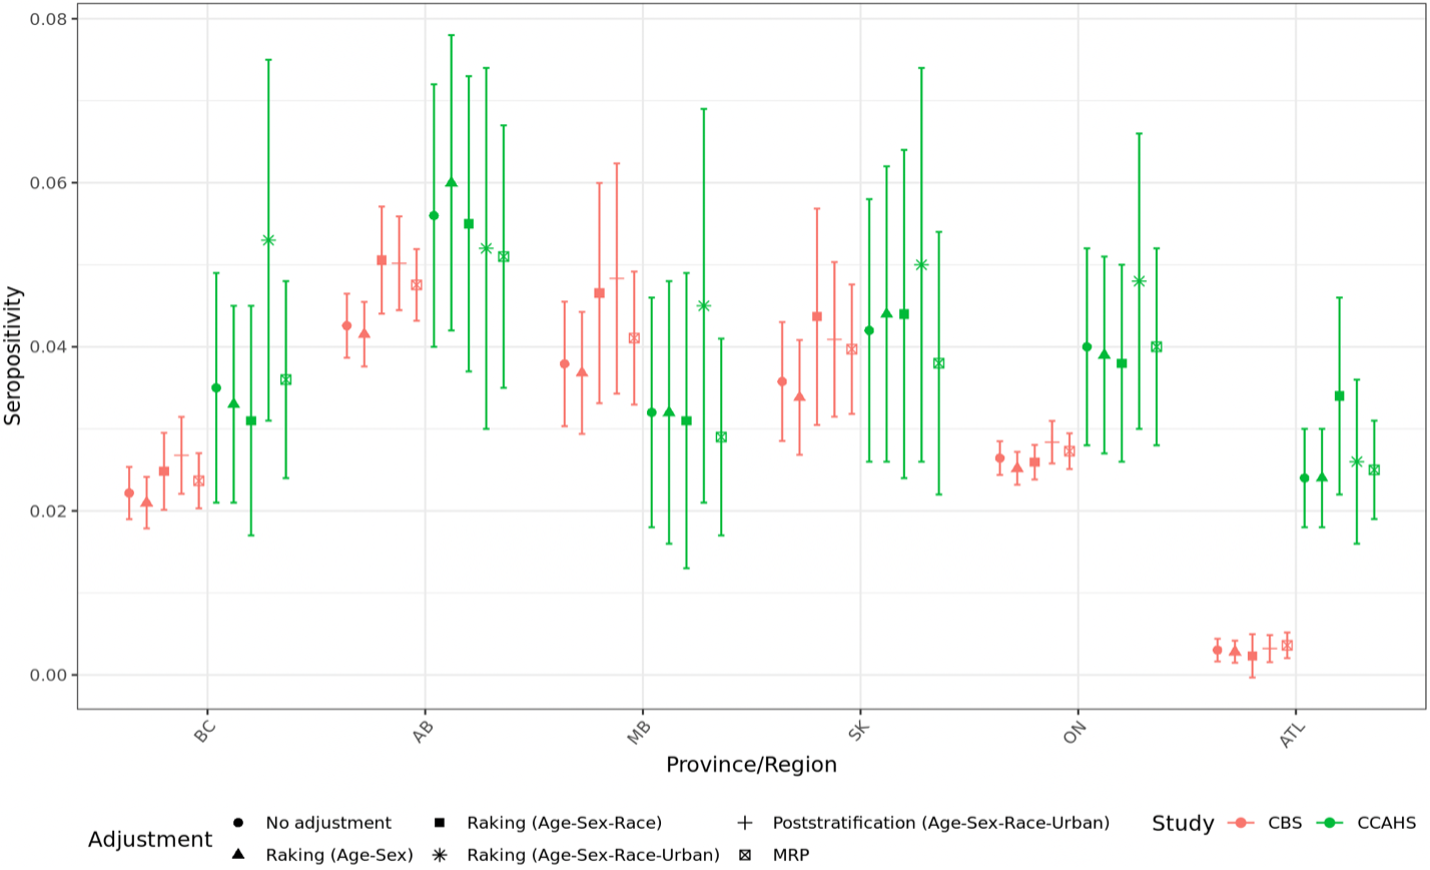 0.08
0.06
0.04
0.02
0.00
Seropositivity
BC
AB
MB
SK
ON
ATL
Province/Region
Adjustment
No adjustment
Raking (Age-Sex-Race)
Poststratification (Age-Sex-Race-Urban)
Raking (Age-Sex)
Raking (Age-Sex-Race-Urban)
MRP
Study
CBS
CCAHS